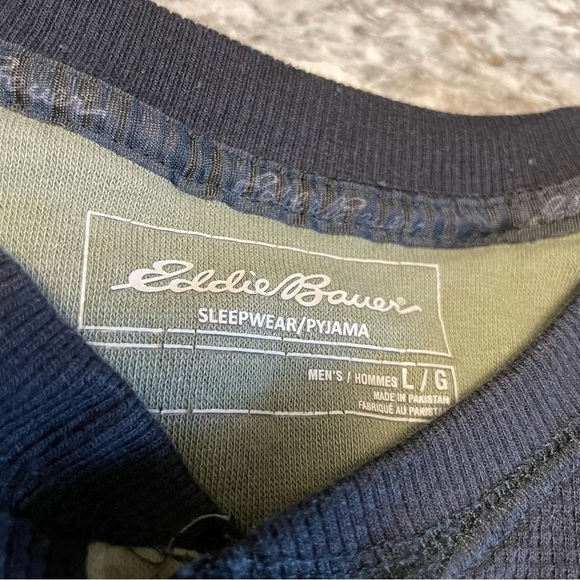 Eddie Bauer®
SLEEPWEAR/PYJAMA
MEN'S / HOMMES L / G
MADE IN PAKISTAN
FABRIQUÉ AU PAKISTAN